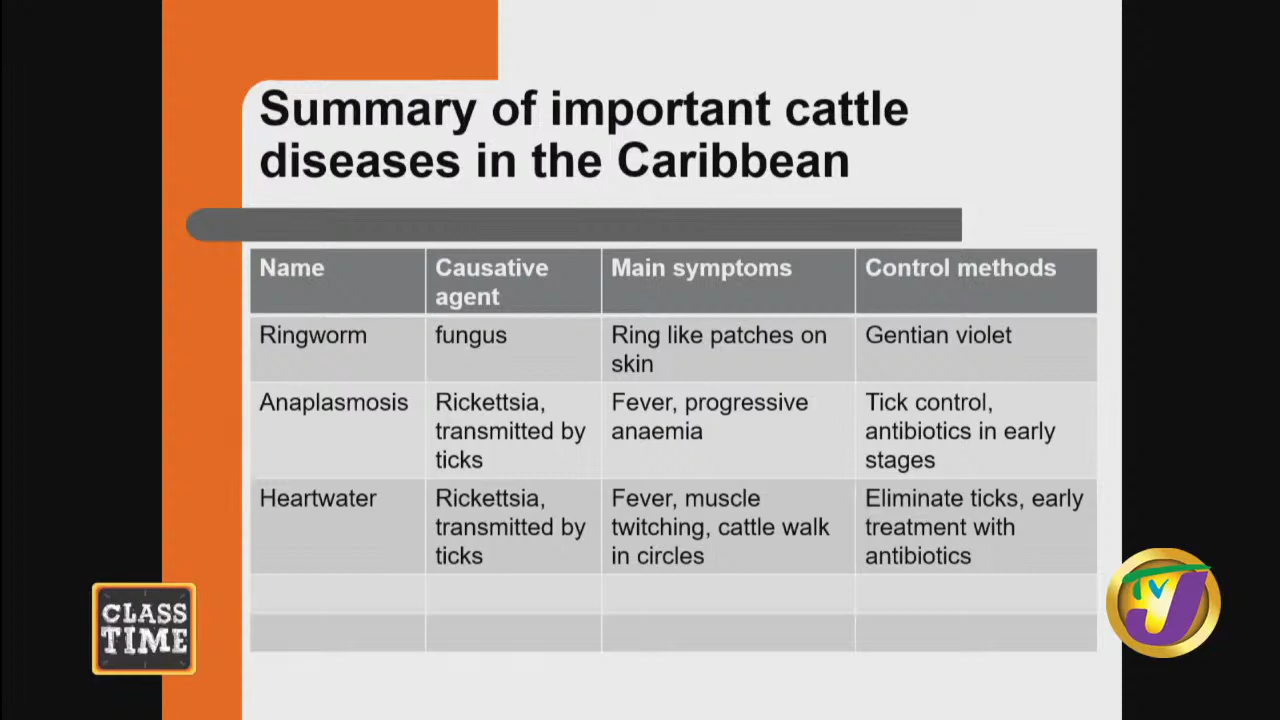 Summary of important cattle
diseases in the Caribbean
Name
Causative
agent
Main symptoms
Control methods
Ringworm
fungus
Ring like patches on
skin
Gentian violet
Anaplasmosis
Rickettsia,
transmitted by
ticks
Fever, progressive
anaemia
Tick control,
antibiotics in early
stages
Heartwater
Rickettsia,
transmitted by
ticks
Fever, muscle
twitching, cattle walk
in circles
Eliminate ticks, early
treatment with
antibiotics
CLASS
TIME
TVJ